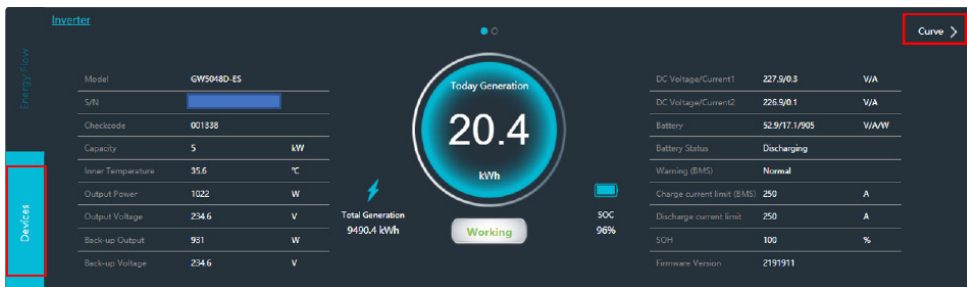 Inverter
Curve >
Energy Flow
Devices
Model GW5048D-ES
S/N
Checkcode 001338
Capacity 5 kW
Inner Temperature 35.6 ℃
Output Power 1022 W
Output Voltage 234.6 V
Back-up Output 931 W
Back-up Voltage 234.6 V
Today Generation
20.4
kWh
Total Generation
9490.4 kWh
Working
SOC
96%
DC Voltage/Current1 227.9/0.3 V/A
DC Voltage/Current2 226.9/0.1 V/A
Battery 52.9/17.1/905 V/A/W
Battery Status Discharging
Warning (BMS) Normal
Charge current limit (BMS) 250 A
Discharge current limit 250 A
SOH 100 %
Firmware Version 2191911